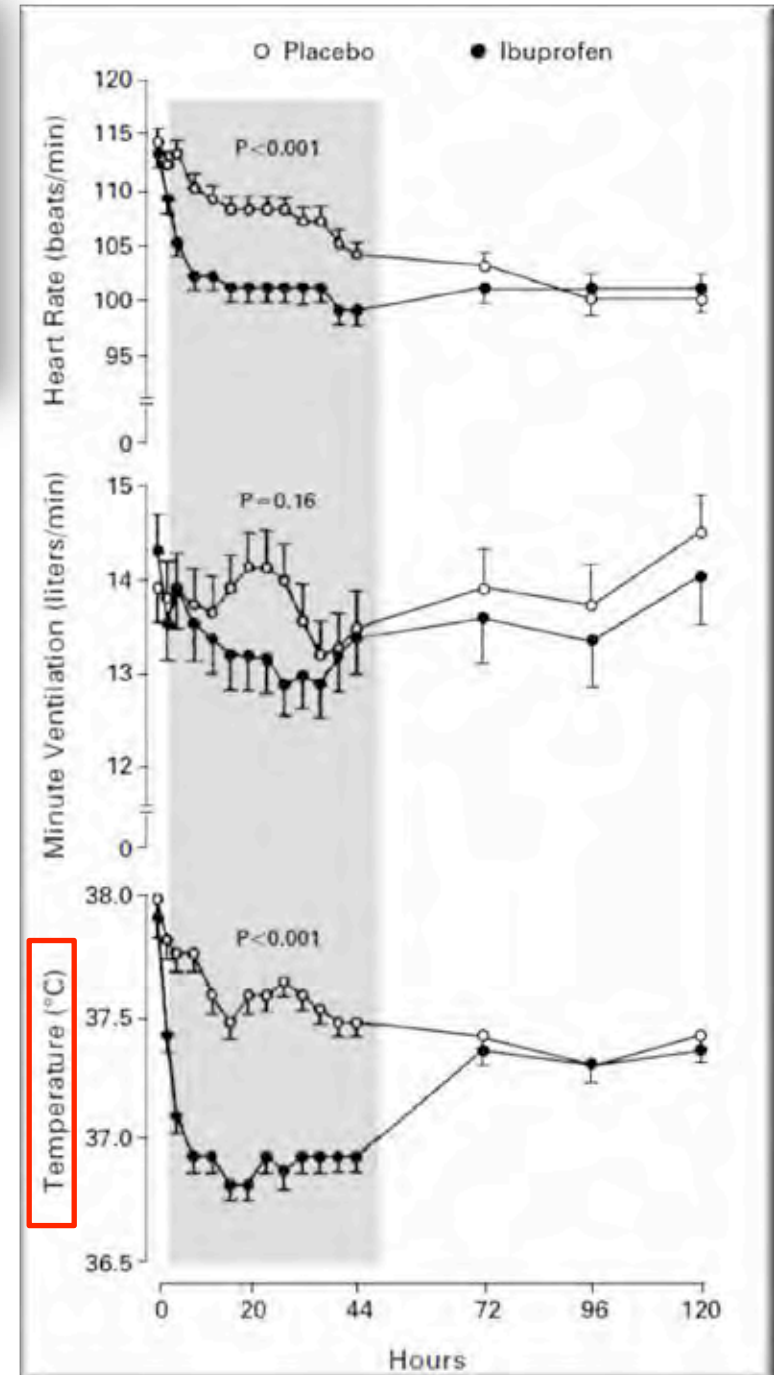 ○ Placebo ● Ibuprofen
Heart Rate (beats/min)
120
115
110
105
100
95
0
P<0.001
Minute Ventilation (liters/min)
15
14
13
12
0
P=0.16
Temperature (°C)
38.0
37.5
37.0
36.5
P<0.001
0 20 44 72 96 120
Hours